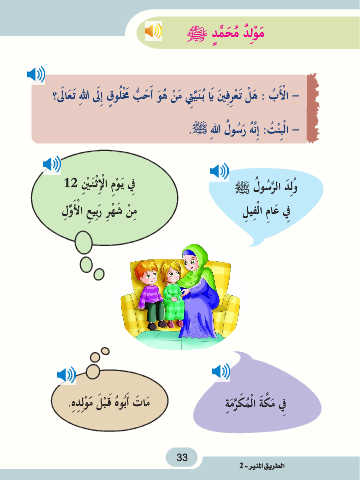 مَوْلِدُ مُحَمَّدٍ ﷺ
– الْأَبُ : هَلْ تَعْرِفِينَ يَا بُنَيَّتِي مَنْ هُوَ أَحَبُّ مَخْلُوقٍ إِلَى اللهِ تَعَالَى؟
– الْبِنْتُ: إِنَّهُ رَسُولُ اللهِ ﷺ.
وُلِدَ الرَّسُولُ ﷺ
فِي عَامِ الْفِيلِ
فِي يَوْمِ الْإِثْنَيْنِ 12
مِنْ شَهْرِ رَبِيعِ الْأَوَّلِ
فِي مَكَّةَ الْمُكَرَّمَةِ
مَاتَ أَبُوهُ قَبْلَ مَوْلِدِهِ.
33
الطريق المنير - 2